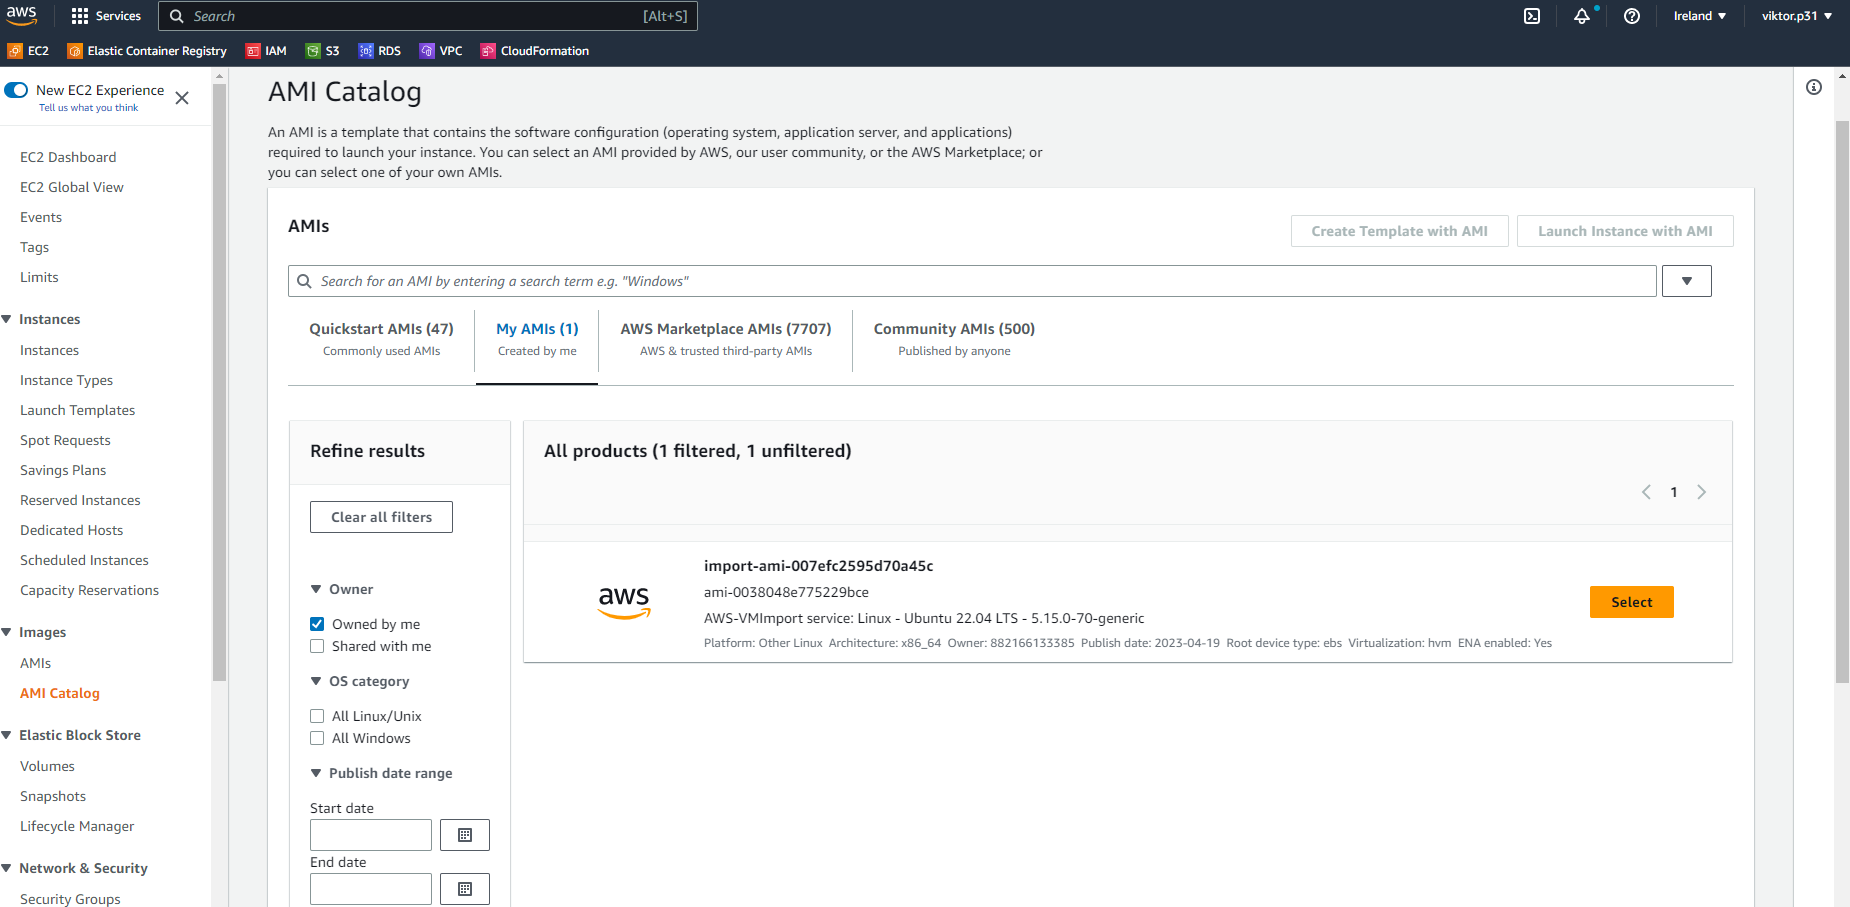 aws
Services
Search
[Alt+S]
Ireland ▼
viktor.p31 ▼
EC2
Elastic Container Registry
IAM
S3
RDS
VPC
CloudFormation
New EC2 Experience
Tell us what you think
EC2 Dashboard
EC2 Global View
Events
Tags
Limits
Instances
Instances
Instance Types
Launch Templates
Spot Requests
Savings Plans
Reserved Instances
Dedicated Hosts
Scheduled Instances
Capacity Reservations
Images
AMIs
AMI Catalog
Elastic Block Store
Volumes
Snapshots
Lifecycle Manager
Network & Security
Security Groups
AMI Catalog
An AMI is a template that contains the software configuration (operating system, application server, and applications)
required to launch your instance. You can select an AMI provided by AWS, our user community, or the AWS Marketplace; or
you can select one of your own AMIs.
AMIs
Create Template with AMI
Launch Instance with AMI
Search for an AMI by entering a search term e.g. "Windows"
Quickstart AMIs (47)
Commonly used AMIs
My AMIs (1)
Created by me
AWS Marketplace AMIs (7707)
AWS & trusted third-party AMIs
Community AMIs (500)
Published by anyone
Refine results
Clear all filters
Owner
Owned by me
Shared with me
OS category
All Linux/Unix
All Windows
Publish date range
Start date
End date
All products (1 filtered, 1 unfiltered)
1
aws
import-ami-007efc2595d70a45c
ami-0038048e775229bce
AWS-VMImport service: Linux - Ubuntu 22.04 LTS - 5.15.0-70-generic
Platform: Other Linux Architecture: x86_64 Owner: 882166133385 Publish date: 2023-04-19 Root device type: ebs Virtualization: hvm ENA enabled: Yes
Select